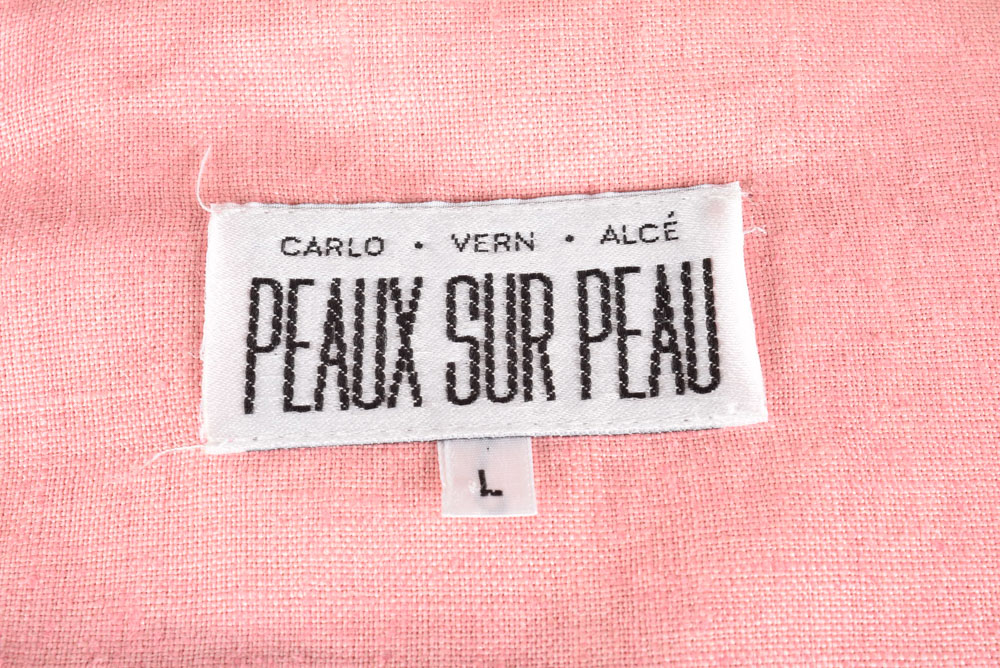 CARLO • VERN • ALCÉ
PEAUX SUR PEAU
L